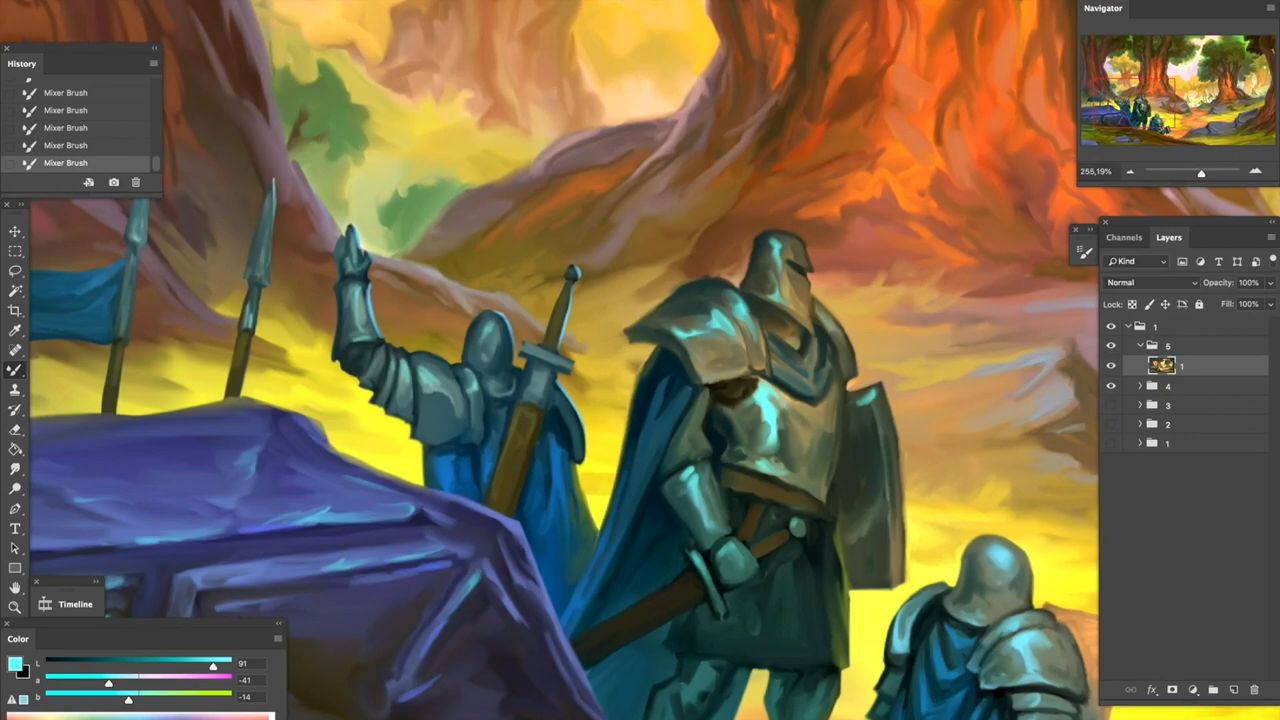 History
Mixer Brush
Mixer Brush
Mixer Brush
Mixer Brush
Mixer Brush
Timeline
Color
L 91
a -41
b -14
Navigator
255,19%
Channels Layers
Kind
Normal Opacity: 100%
Lock: Fill: 100%
1
5
1
4
3
2
1